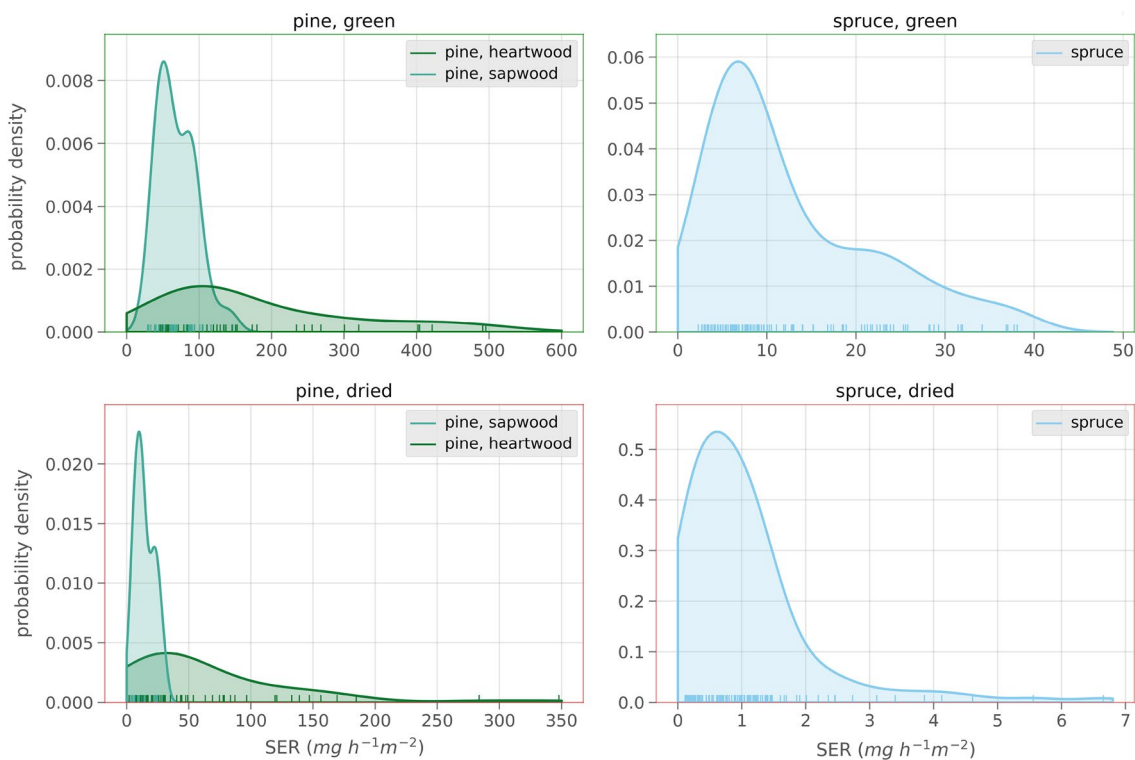 pine, green
pine, heartwood
pine, sapwood
probability density
0.008
0.006
0.004
0.002
0.000
0 100 200 300 400 500 600
spruce, green
spruce
0.06
0.05
0.04
0.03
0.02
0.01
0.00
0 10 20 30 40 50
pine, dried
pine, sapwood
pine, heartwood
probability density
0.020
0.015
0.010
0.005
0.000
0 50 100 150 200 250 300 350
SER (mg h⁻¹m⁻²)
spruce, dried
spruce
0.5
0.4
0.3
0.2
0.1
0.0
0 1 2 3 4 5 6 7
SER (mg h⁻¹m⁻²)